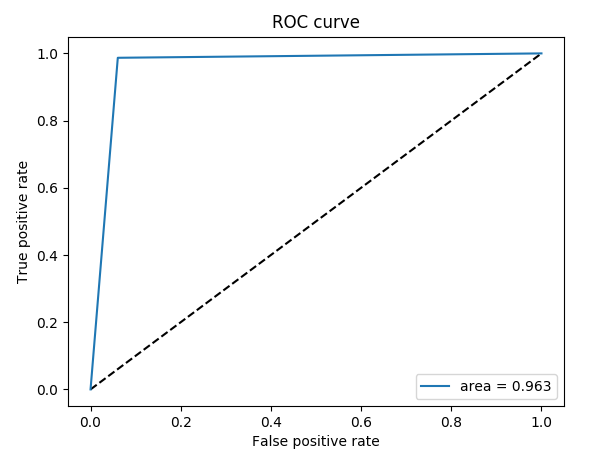 ROC curve
1.0
0.8
0.6
0.4
0.2
0.0
True positive rate
area = 0.963
0.0 0.2 0.4 0.6 0.8 1.0
False positive rate